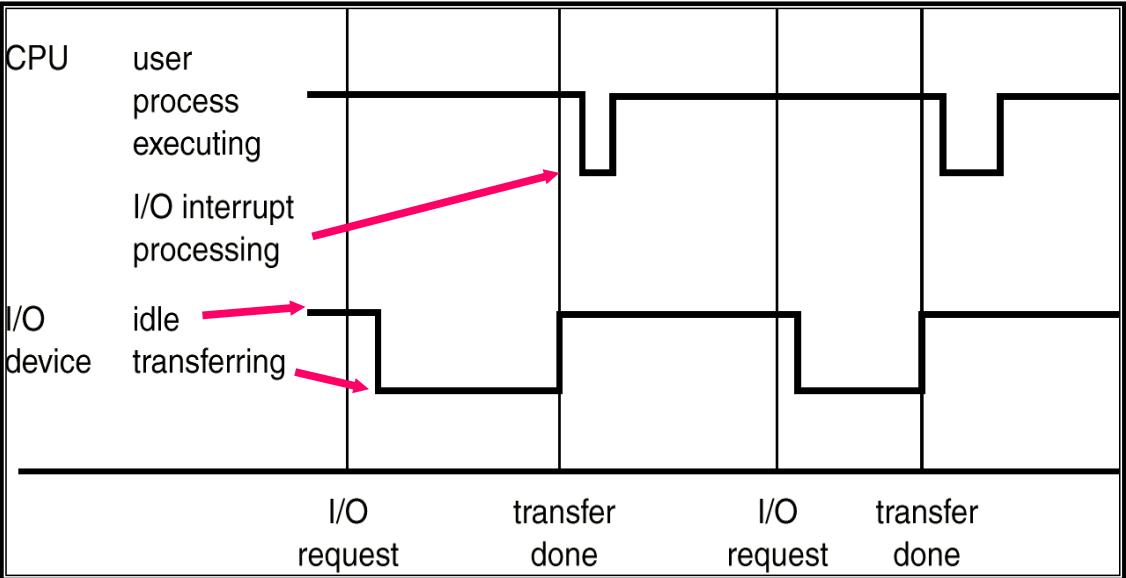 CPU user
process
executing
I/O interrupt
processing
I/O idle
device transferring
I/O transfer I/O transfer
request done request done